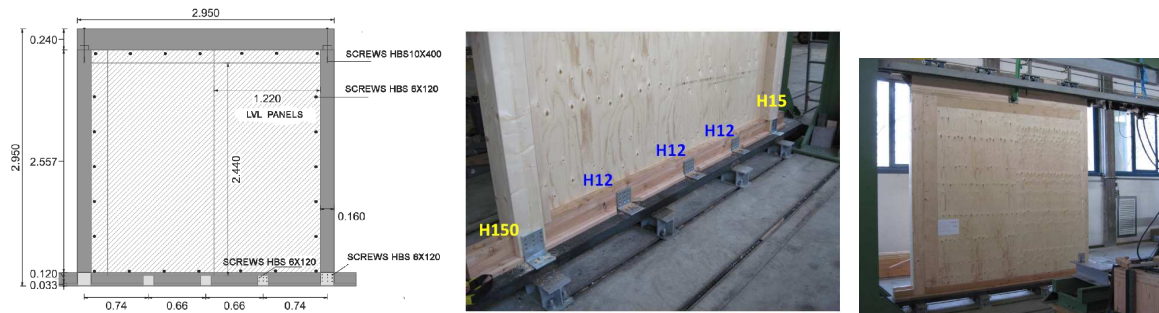 2.950
0.240
SCREWS HBS10X400
SCREWS HBS 6X120
1.220
LVL PANELS
2.950
2.557
2.440
0.160
SCREWS HBS 6X120
SCREWS HBS 6X120
0.120
0.033
0.74
0.66
0.66
0.74
H15
H12
H12
H12
H150